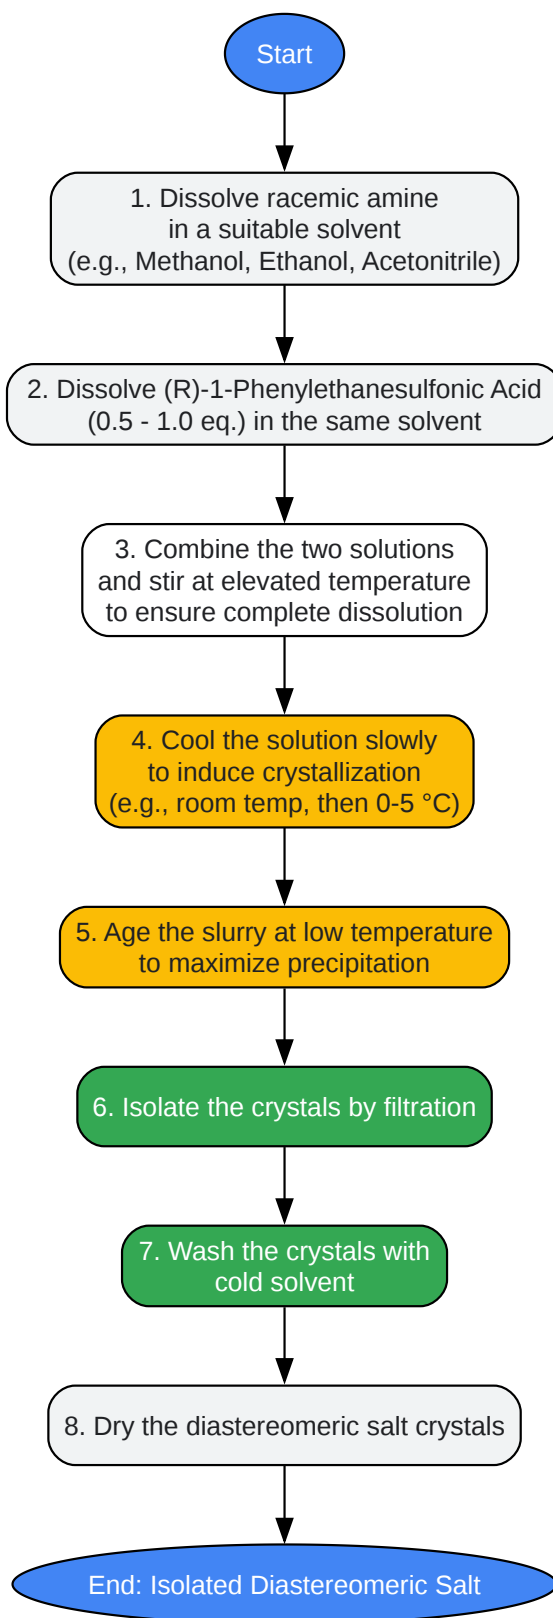 Start
1. Dissolve racemic amine
in a suitable solvent
(e.g., Methanol, Ethanol, Acetonitrile)
2. Dissolve (R)-1-Phenylethanesulfonic Acid
(0.5 - 1.0 eq.) in the same solvent
3. Combine the two solutions
and stir at elevated temperature
to ensure complete dissolution
4. Cool the solution slowly
to induce crystallization
(e.g., room temp, then 0-5 °C)
5. Age the slurry at low temperature
to maximize precipitation
6. Isolate the crystals by filtration
7. Wash the crystals with
cold solvent
8. Dry the diastereomeric salt crystals
End: Isolated Diastereomeric Salt